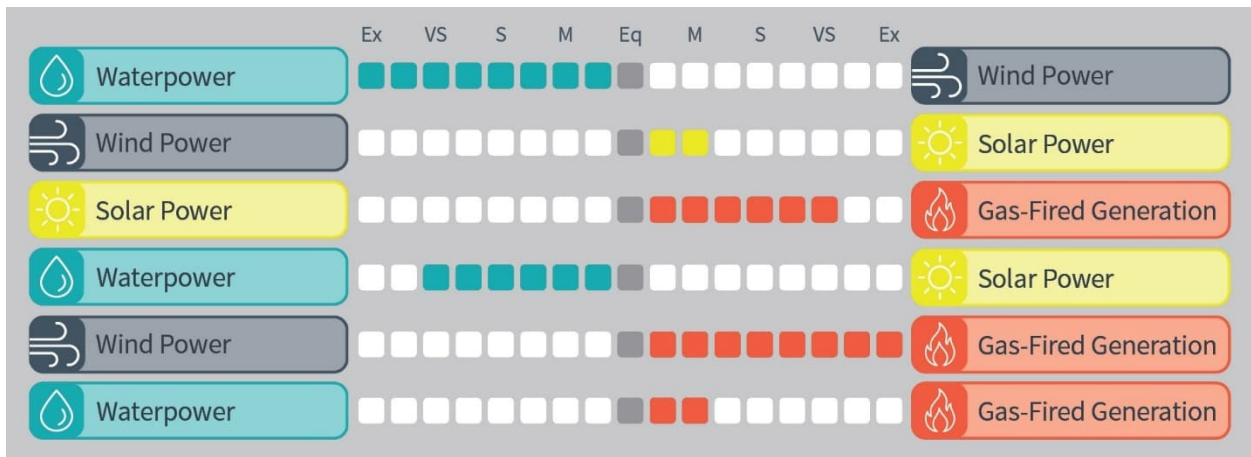 Ex VS S M Eq M S VS Ex
Waterpower Wind Power
Wind Power Solar Power
Solar Power Gas-Fired Generation
Waterpower Solar Power
Wind Power Gas-Fired Generation
Waterpower Gas-Fired Generation